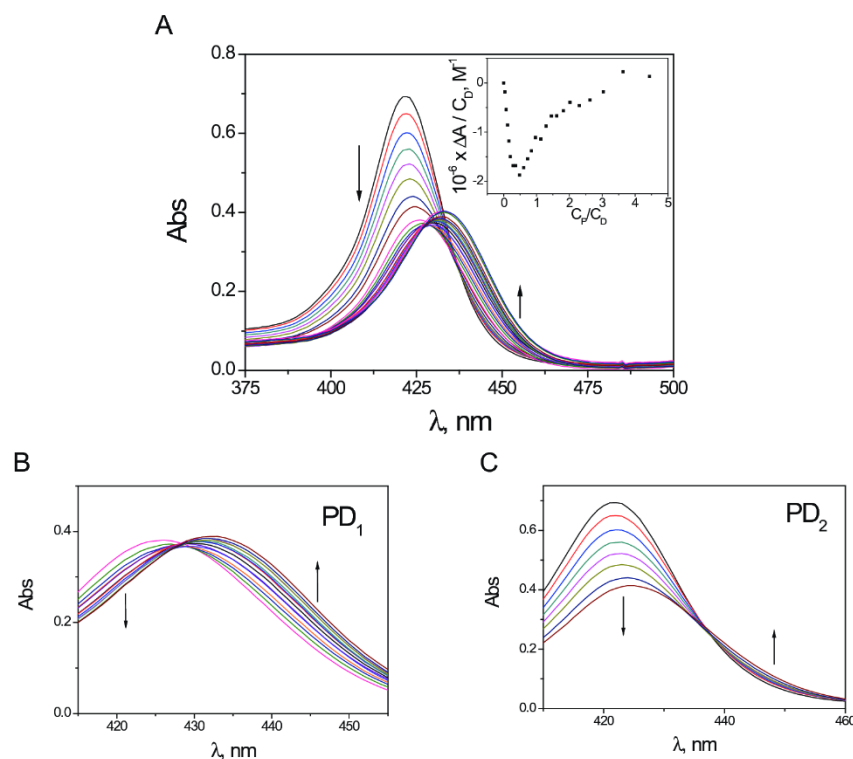 A
Abs
0.8
0.6
0.4
0.2
0.0
375 400 425 450 475 500
λ, nm
10⁻⁶ x ΔA / C_D, M⁻¹
0
-1
-2
0 1 2 3 4 5
C_P/C_D
B
PD₁
Abs
0.4
0.2
0.0
420 430 440 450
λ, nm
C
PD₂
Abs
0.6
0.4
0.2
0.0
420 440 460
λ, nm